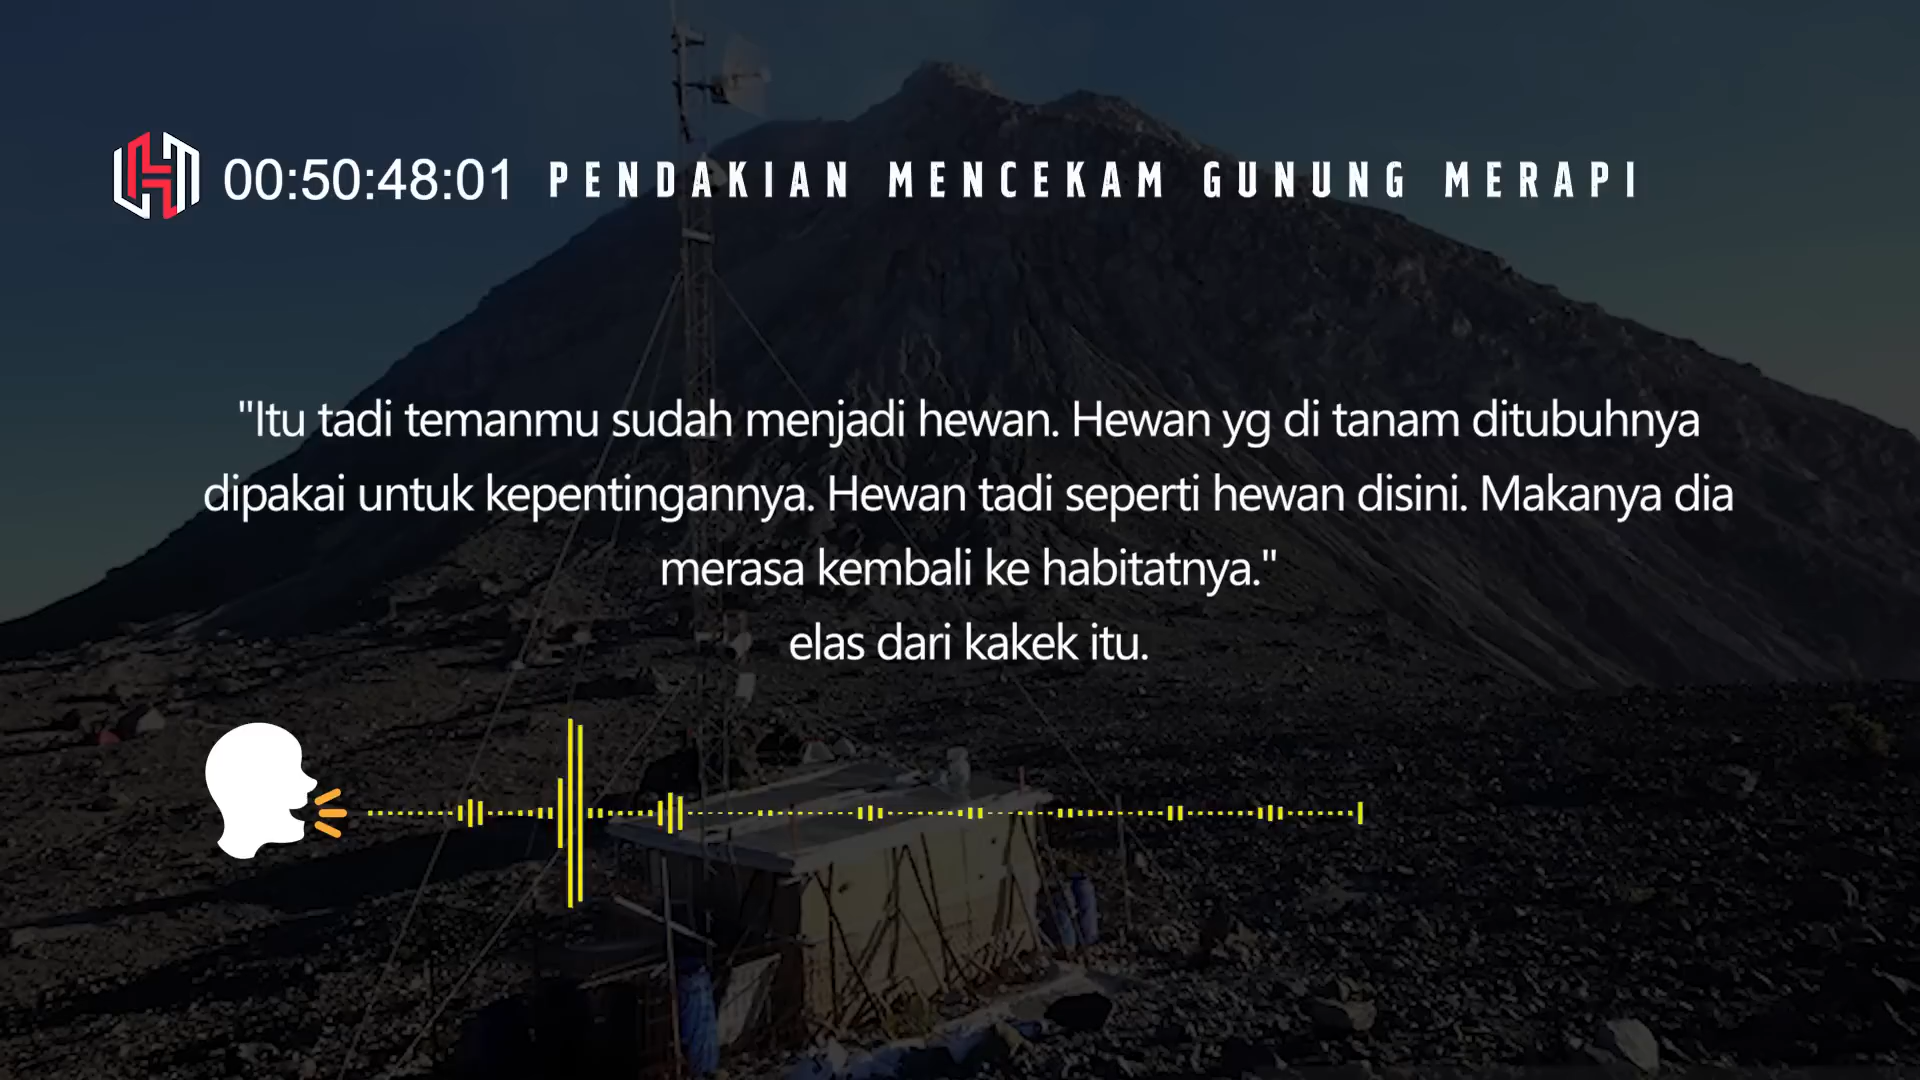 00:50:48:01 PENDAKIAN MENCEKAM GUNUNG MERAPI
"Itu tadi temanmu sudah menjadi hewan. Hewan yg di tanam ditubuhnya
dipakai untuk kepentingannya. Hewan tadi seperti hewan disini. Makanya dia
merasa kembali ke habitatnya."
elas dari kakek itu.